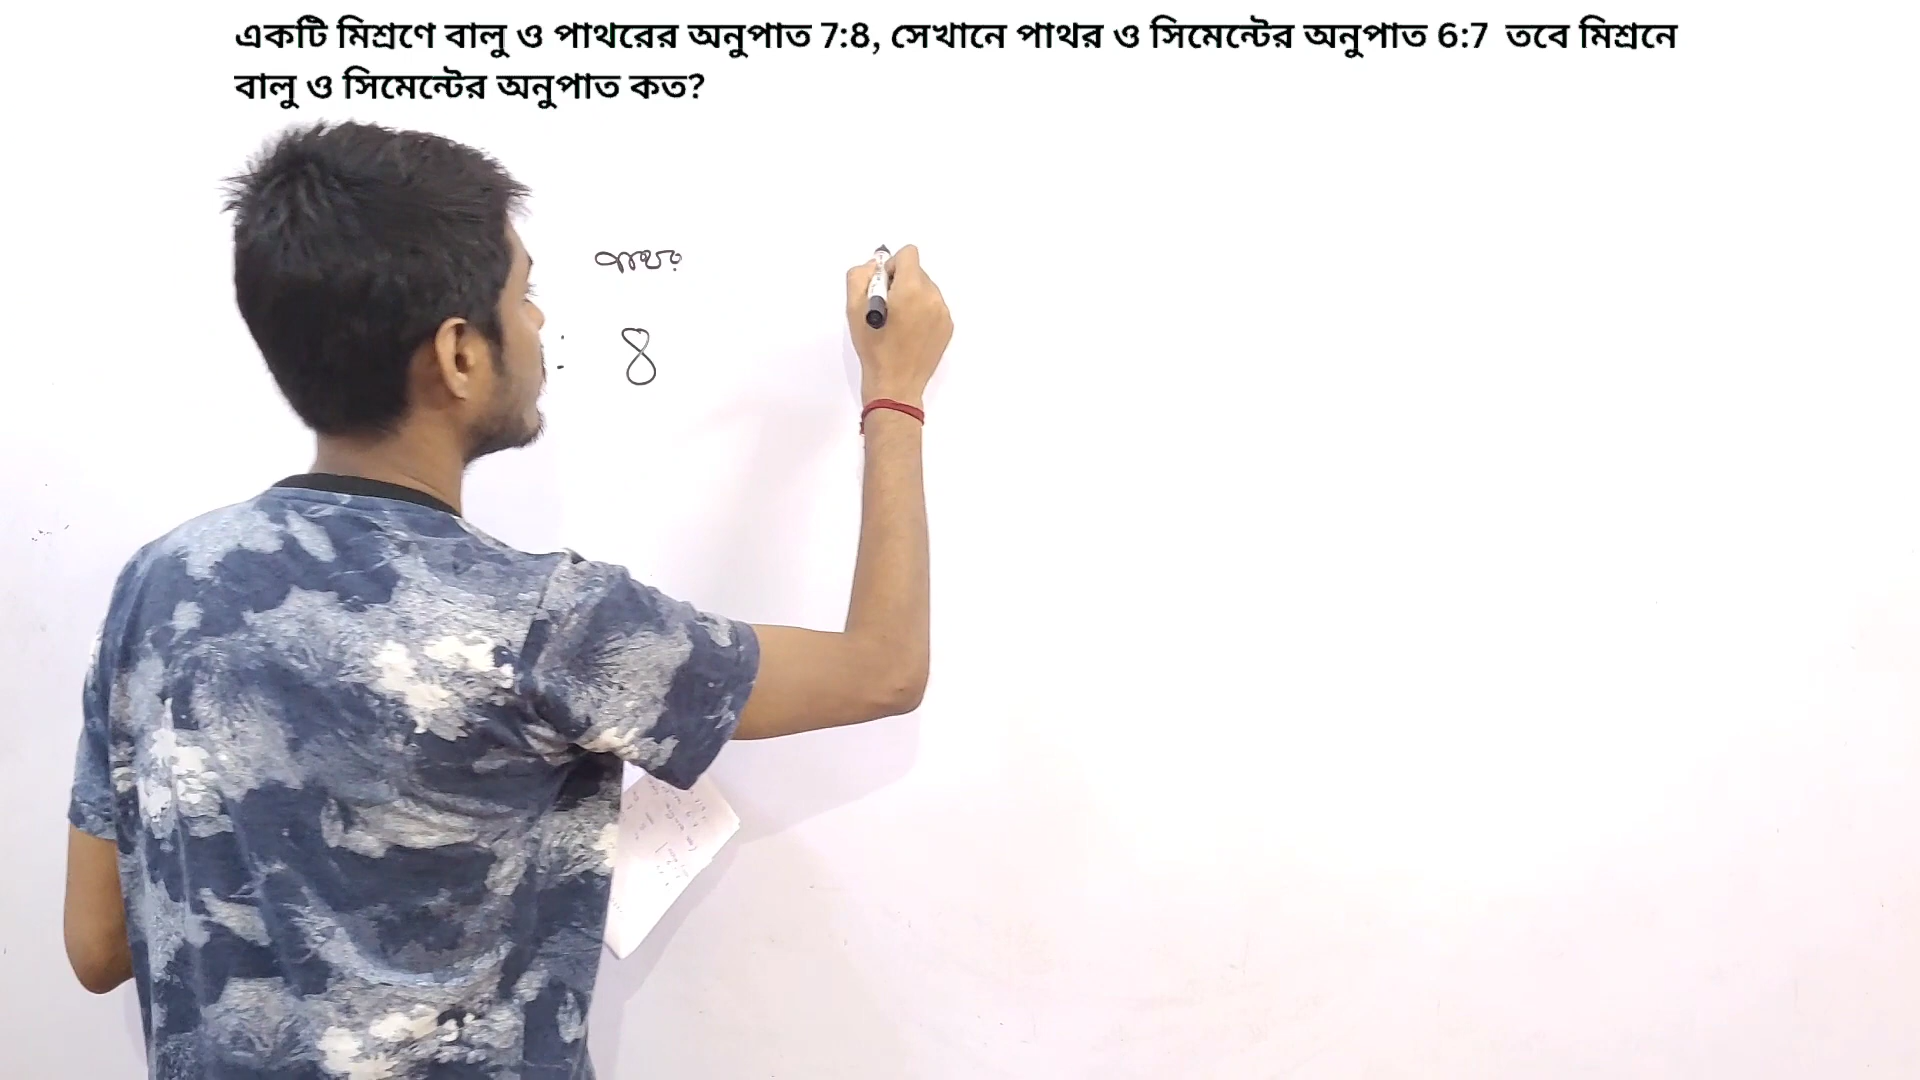 একটি মিশ্রণে বালু ও পাথরের অনুপাত 7:8, সেখানে পাথর ও সিমেন্টের অনুপাত 6:7 তবে মিশ্রনে
বালু ও সিমেন্টের অনুপাত কত?
পাথর
: 8